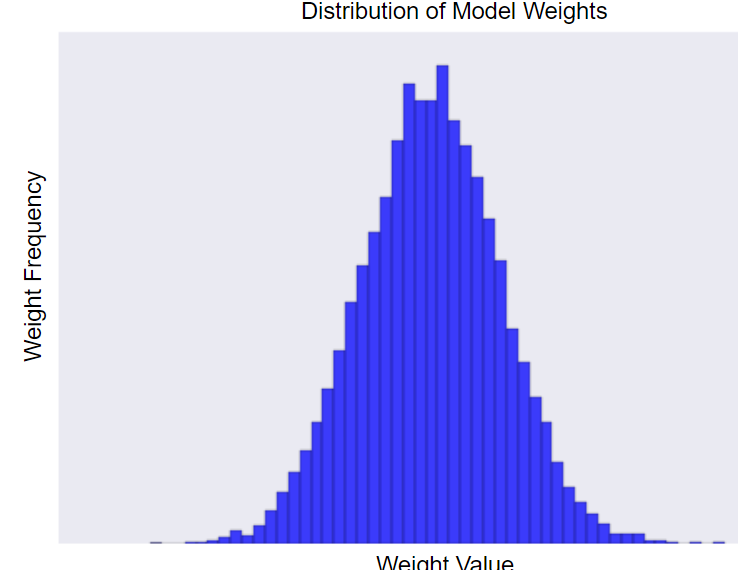 Distribution of Model Weights
Weight Frequency
Weight Value